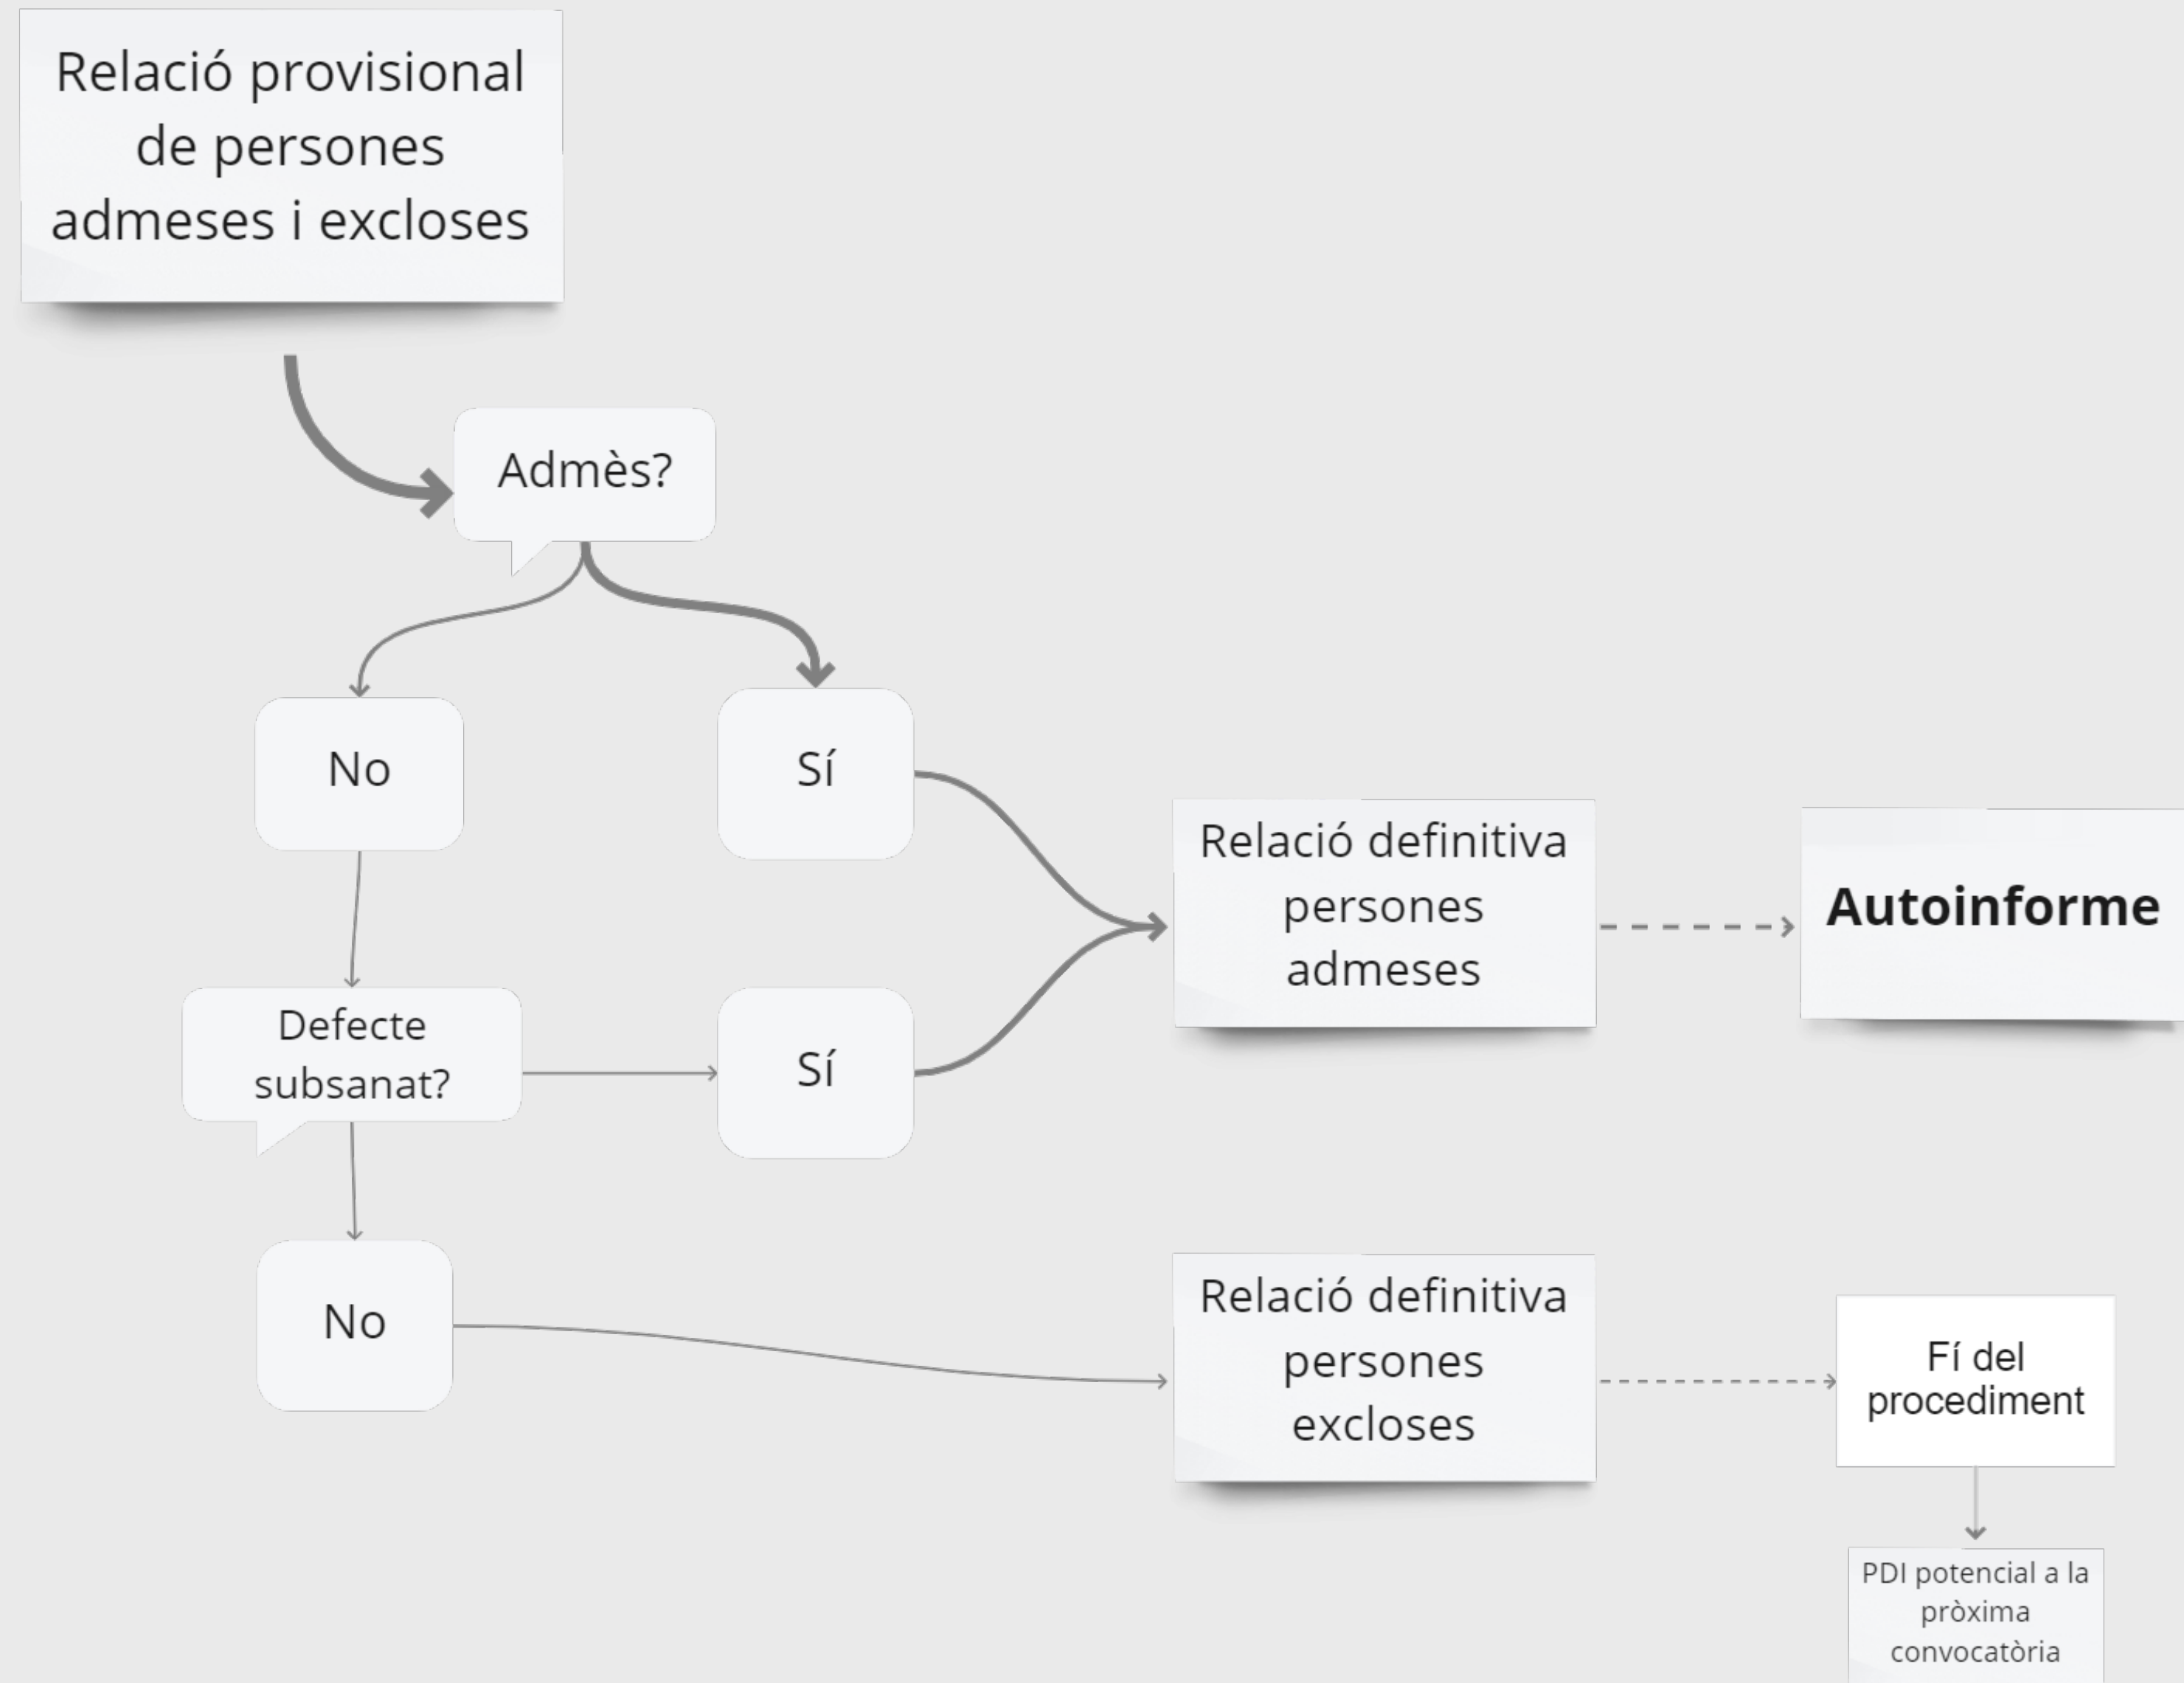 Relació provisional
de persones
admeses i excloses
Admès?
No
Sí
Relació definitiva
persones
admeses
Autoinforme
Defecte
subsanat?
Sí
No
Relació definitiva
persones
excloses
Fí del
procediment
PDI potencial a la
pròxima
convocatòria